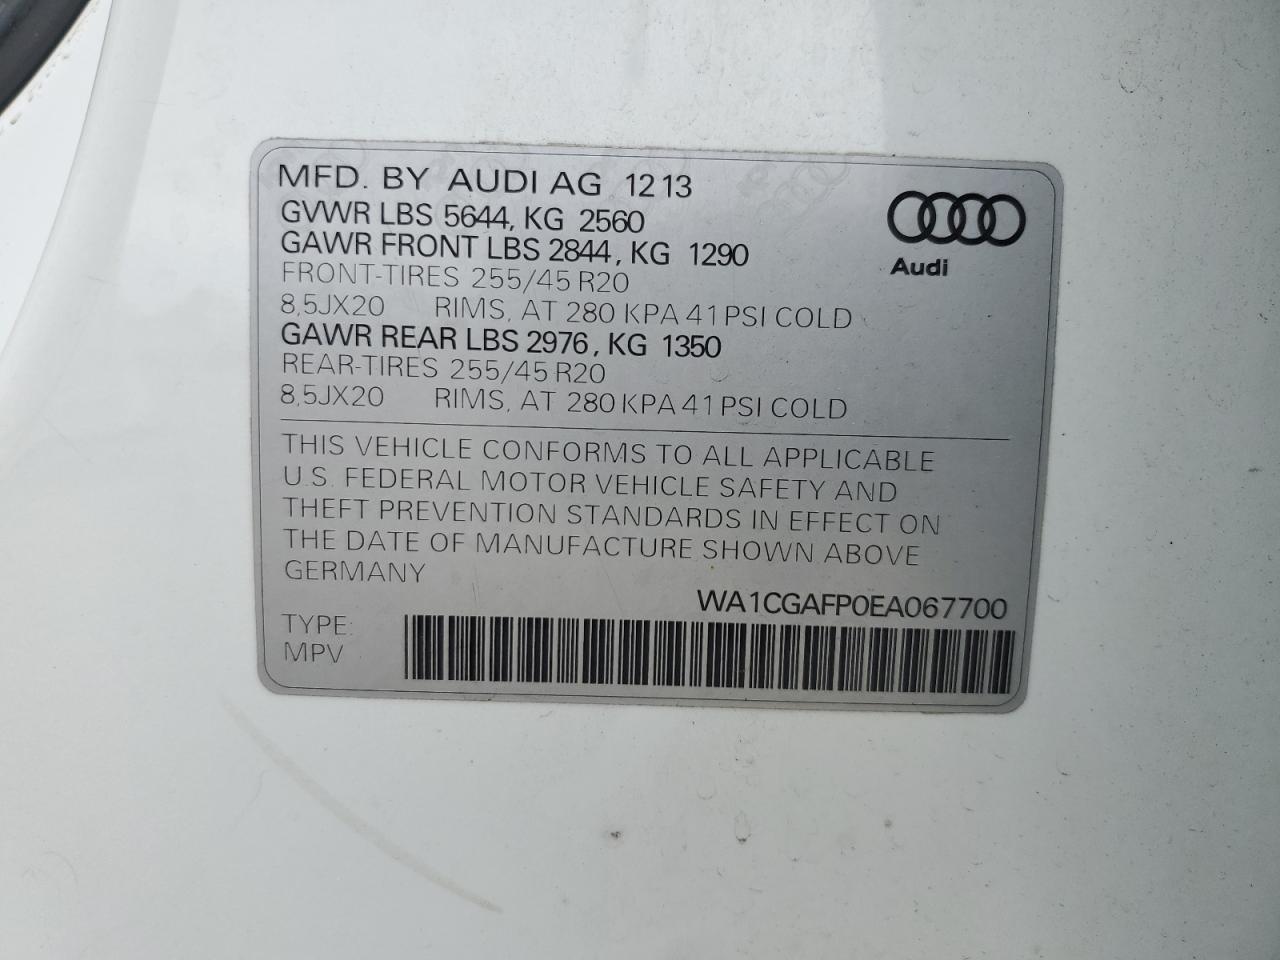 MFD. BY AUDI AG 12 13
GVWR LBS 5644, KG 2560
GAWR FRONT LBS 2844, KG 1290
FRONT-TIRES 255/45 R20
8,5JX20 RIMS, AT 280 KPA 41 PSI COLD
GAWR REAR LBS 2976, KG 1350
REAR-TIRES 255/45 R20
8,5JX20 RIMS, AT 280 KPA 41 PSI COLD
Audi
THIS VEHICLE CONFORMS TO ALL APPLICABLE
U.S. FEDERAL MOTOR VEHICLE SAFETY AND
THEFT PREVENTION STANDARDS IN EFFECT ON
THE DATE OF MANUFACTURE SHOWN ABOVE
GERMANY
WA1CGAFP0EA067700
TYPE:
MPV